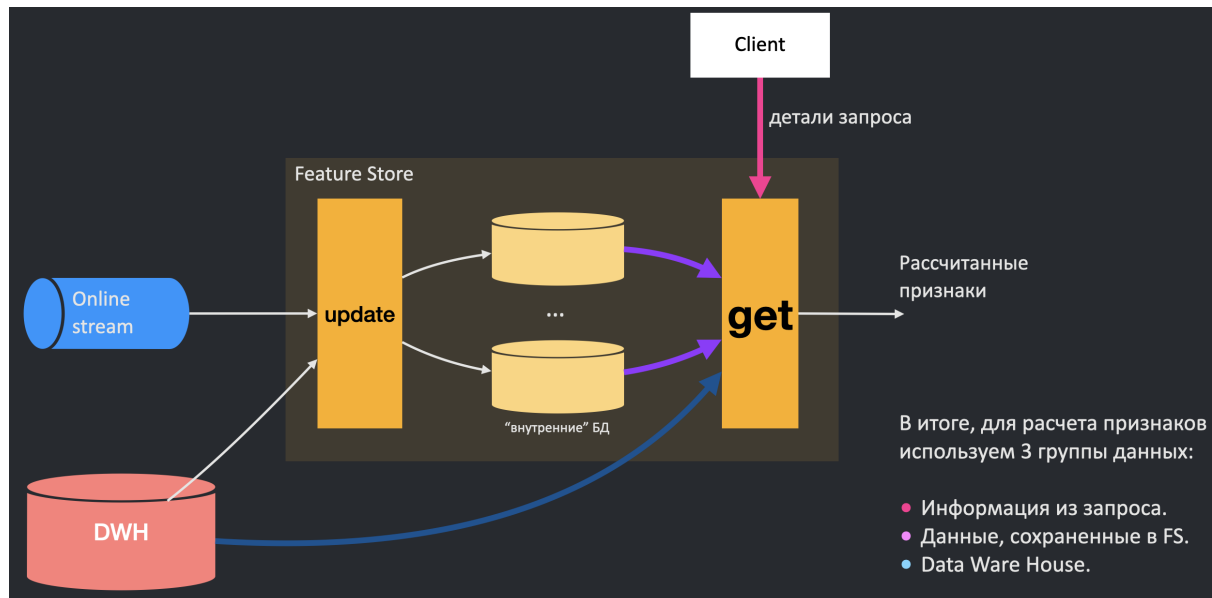 Client
детали запроса
Feature Store
Online
stream
update
...
get
Рассчитанные
признаки
“внутренние” БД
DWH
В итоге, для расчета признаков
используем 3 группы данных:
● Информация из запроса.
● Данные, сохраненные в FS.
● Data Ware House.